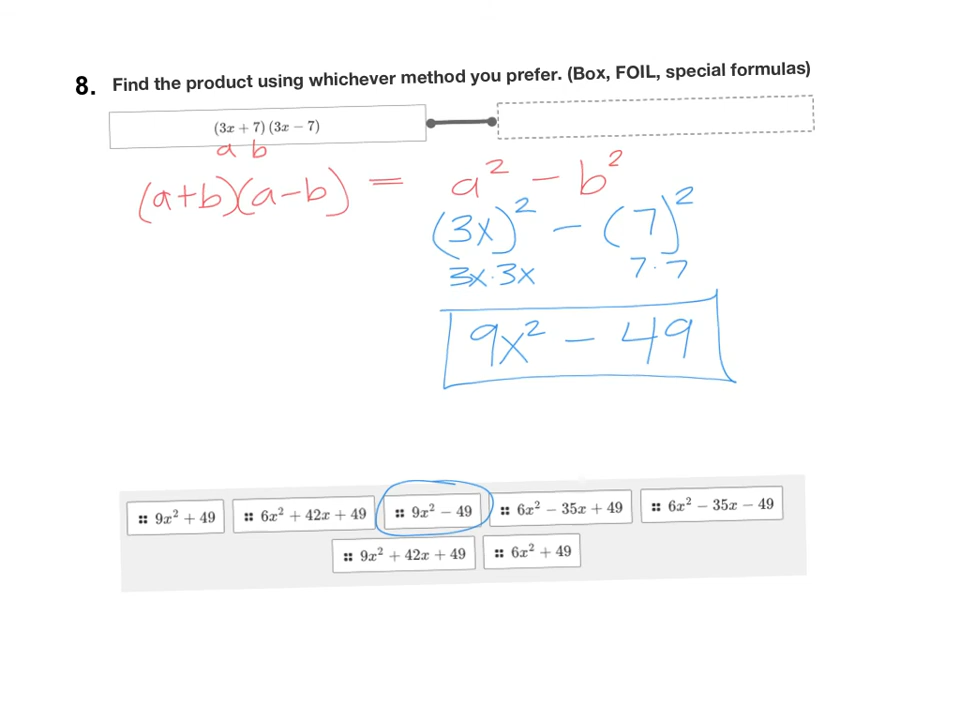 8. Find the product using whichever method you prefer. (Box, FOIL, special formulas)
(3x + 7) (3x − 7)
a b
(a+b)(a−b) = a² − b²
(3x)² − (7)²
3x·3x 7·7
9x² − 49
9x² + 49 6x² + 42x + 49 9x² − 49 6x² − 35x + 49 6x² − 35x − 49
9x² + 42x + 49 6x² + 49